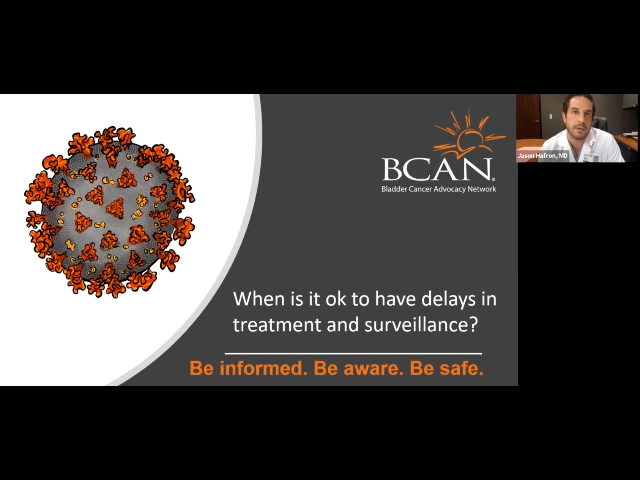 BCAN®
Bladder Cancer Advocacy Network
Jason Hafron, MD
When is it ok to have delays in
treatment and surveillance?
Be informed. Be aware. Be safe.